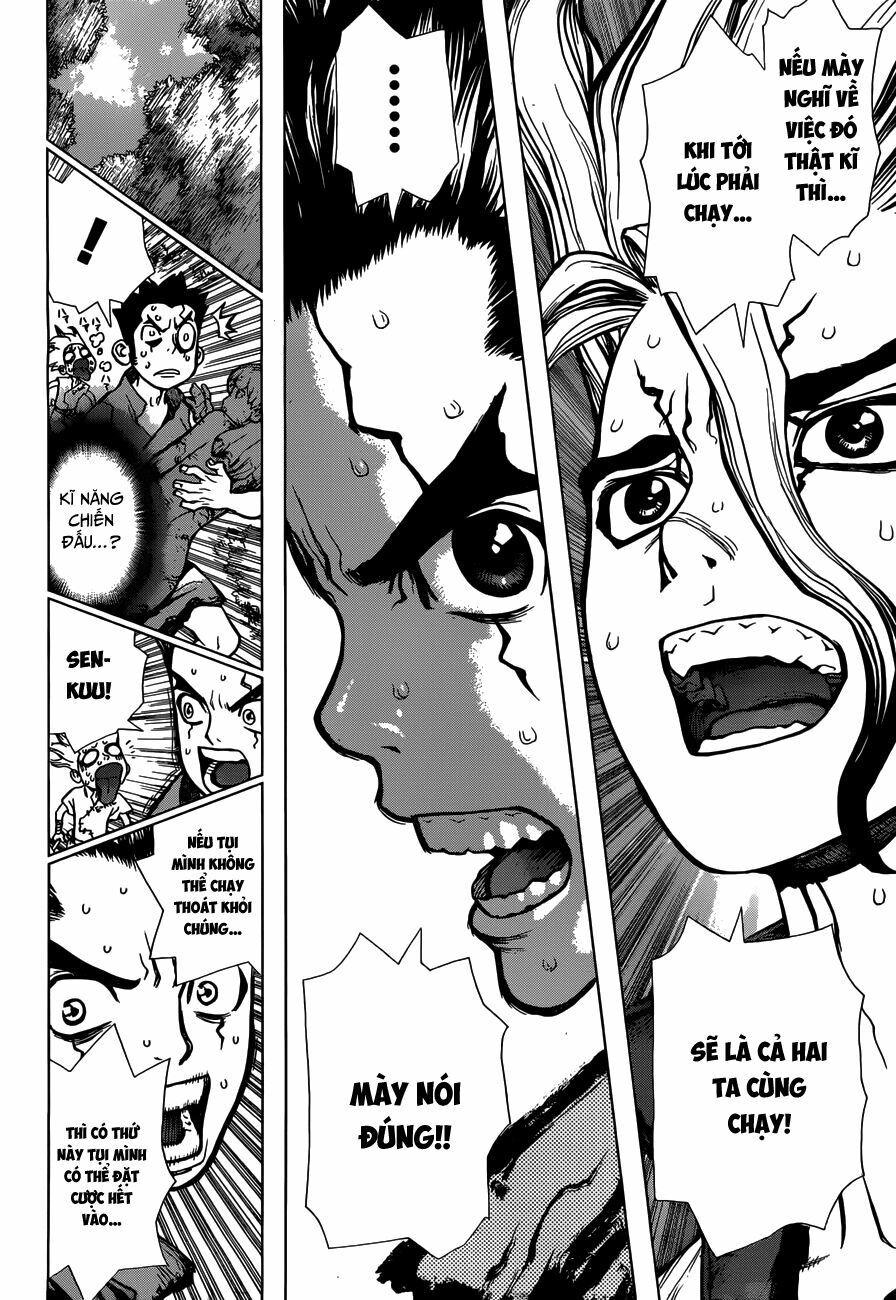 NẾU MÀY
NGHĨ VỀ
VIỆC ĐÓ
THẬT KĨ
THÌ...
KHI TỚI
LÚC PHẢI
CHẠY...
SẼ LÀ CẢ HAI
TA CÙNG
CHẠY!
......
MÀY NÓI
ĐÚNG!!
!
KĨ NĂNG
CHIẾN
ĐẤU...?
SEN-
KUU!
NẾU TỤI
MÌNH KHÔNG
THỂ CHẠY
THOÁT KHỎI
CHÚNG...
THÌ CÓ THỨ
NÀY TỤI MÌNH
CÓ THỂ ĐẶT
CƯỢC HẾT
VÀO...